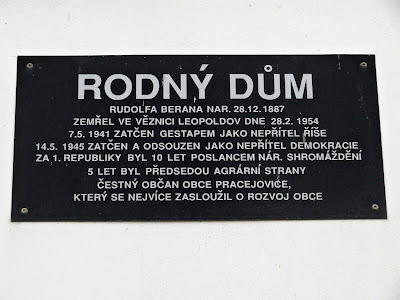 RODNÝ DŮM
RUDOLFA BERANA NAR. 28.12.1887
ZEMŘEL VE VĚZNICI LEOPOLDOV DNE 28.2. 1954
7.5. 1941 ZATČEN GESTAPEM JAKO NEPŘÍTEL ŘÍŠE
14.5. 1945 ZATČEN A ODSOUZEN JAKO NEPŘÍTEL DEMOKRACIE
ZA 1. REPUBLIKY BYL 10 LET POSLANCEM NÁR. SHROMÁŽDĚNÍ
5 LET BYL PŘEDSEDOU AGRÁRNÍ STRANY
ČESTNÝ OBČAN OBCE PRACEJOVICE,
KTERÝ SE NEJVÍCE ZASLOUŽIL O ROZVOJ OBCE